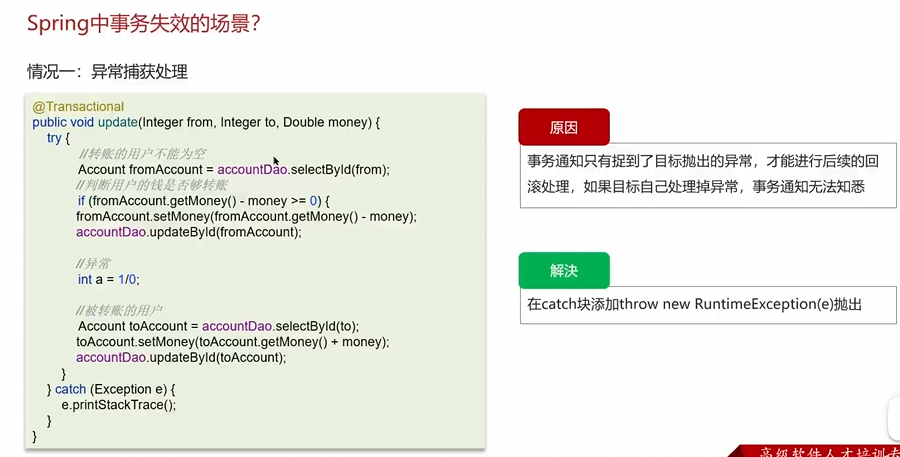 Spring中事务失效的场景？
情况一：异常捕获处理
@Transactional
public void update(Integer from, Integer to, Double money) {
try {
//转账的用户不能为空
Account fromAccount = accountDao.selectById(from);
//判断用户的钱是否够转账
if (fromAccount.getMoney() - money >= 0) {
fromAccount.setMoney(fromAccount.getMoney() - money);
accountDao.updateById(fromAccount);
//异常
int a = 1/0;
//被转账的用户
Account toAccount = accountDao.selectById(to);
toAccount.setMoney(toAccount.getMoney() + money);
accountDao.updateById(toAccount);
}
} catch (Exception e) {
e.printStackTrace();
}
}
原因
事务通知只有捉到了目标抛出的异常，才能进行后续的回
滚处理，如果目标自己处理掉异常，事务通知无法知悉
解决
在catch块添加throw new RuntimeException(e)抛出
高级软件人才培训专